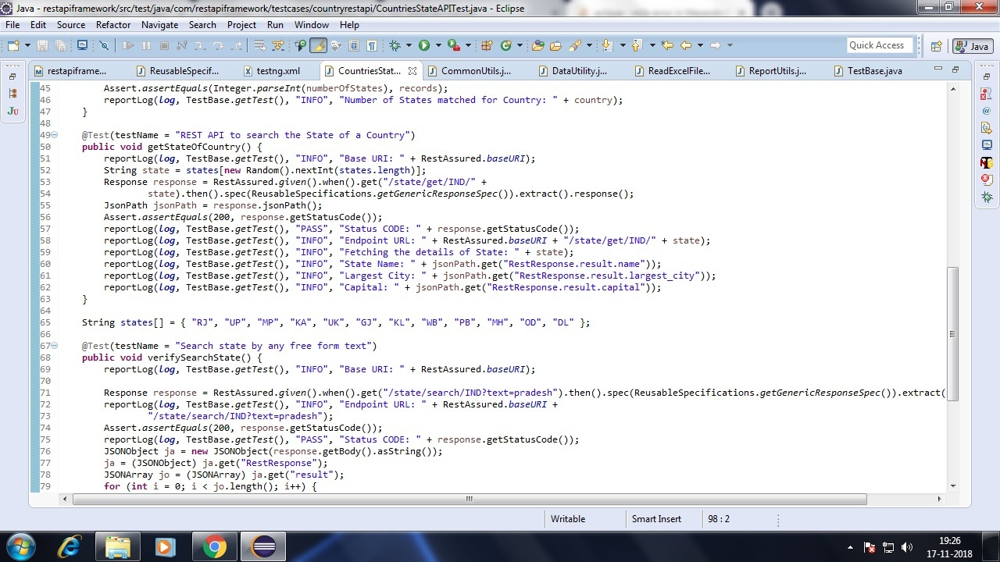 Java - restapiframework/src/test/java/com/restapiframework/testcases/countryrestapi/CountriesStateAPITest.java - Eclipse
File Edit Source Refactor Navigate Search Project Run Window Help
Quick Access
Java
restapiframe...
ReusableSpecif...
testng.xml
CountriesStat...
CommonUtils.j...
DataUtility.j...
ReadExcelFile...
ReportUtils.j...
TestBase.java
45 Assert.assertEquals(Integer.parseInt(numberOfStates), records);
46 reportLog(log, TestBase.getTest(), "INFO", "Number of States matched for Country: " + country);
47 }
48
49 @Test(testName = "REST API to search the State of a Country")
50 public void getStateOfCountry() {
51 reportLog(log, TestBase.getTest(), "INFO", "Base URI: " + RestAssured.baseURI);
52 String state = states[new Random().nextInt(states.length)];
53 Response response = RestAssured.given().when().get("/state/get/IND/" +
54 state).then().spec(ReusableSpecifications.getGenericResponseSpec()).extract().response();
55 JsonPath jsonPath = response.jsonPath();
56 Assert.assertEquals(200, response.getStatusCode());
57 reportLog(log, TestBase.getTest(), "PASS", "Status CODE: " + response.getStatusCode());
58 reportLog(log, TestBase.getTest(), "INFO", "Endpoint URL: " + RestAssured.baseURI + "/state/get/IND/" + state);
59 reportLog(log, TestBase.getTest(), "INFO", "Fetching the details of State: " + state);
60 reportLog(log, TestBase.getTest(), "INFO", "State Name: " + jsonPath.get("RestResponse.result.name"));
61 reportLog(log, TestBase.getTest(), "INFO", "Largest City: " + jsonPath.get("RestResponse.result.largest_city"));
62 reportLog(log, TestBase.getTest(), "INFO", "Capital: " + jsonPath.get("RestResponse.result.capital"));
63 }
64
65 String states[] = { "RJ", "UP", "MP", "KA", "UK", "GJ", "KL", "WB", "PB", "MH", "OD", "DL" };
66
67 @Test(testName = "Search state by any free form text")
68 public void verifySearchState() {
69 reportLog(log, TestBase.getTest(), "INFO", "Base URI: " + RestAssured.baseURI);
70
71 Response response = RestAssured.given().when().get("/state/search/IND?text=pradesh").then().spec(ReusableSpecifications.getGenericResponseSpec()).extract(
72 reportLog(log, TestBase.getTest(), "INFO", "Endpoint URL: " + RestAssured.baseURI +
73 "/state/search/IND?text=pradesh");
74 Assert.assertEquals(200, response.getStatusCode());
75 reportLog(log, TestBase.getTest(), "PASS", "Status CODE: " + response.getStatusCode());
76 JSONObject ja = new JSONObject(response.getBody().asString());
77 ja = (JSONObject) ja.get("RestResponse");
78 JSONArray jo = (JSONArray) ja.get("result");
79 for (int i = 0; i < jo.length(); i++) {
Writable Smart Insert 98 : 2
19:26
17-11-2018